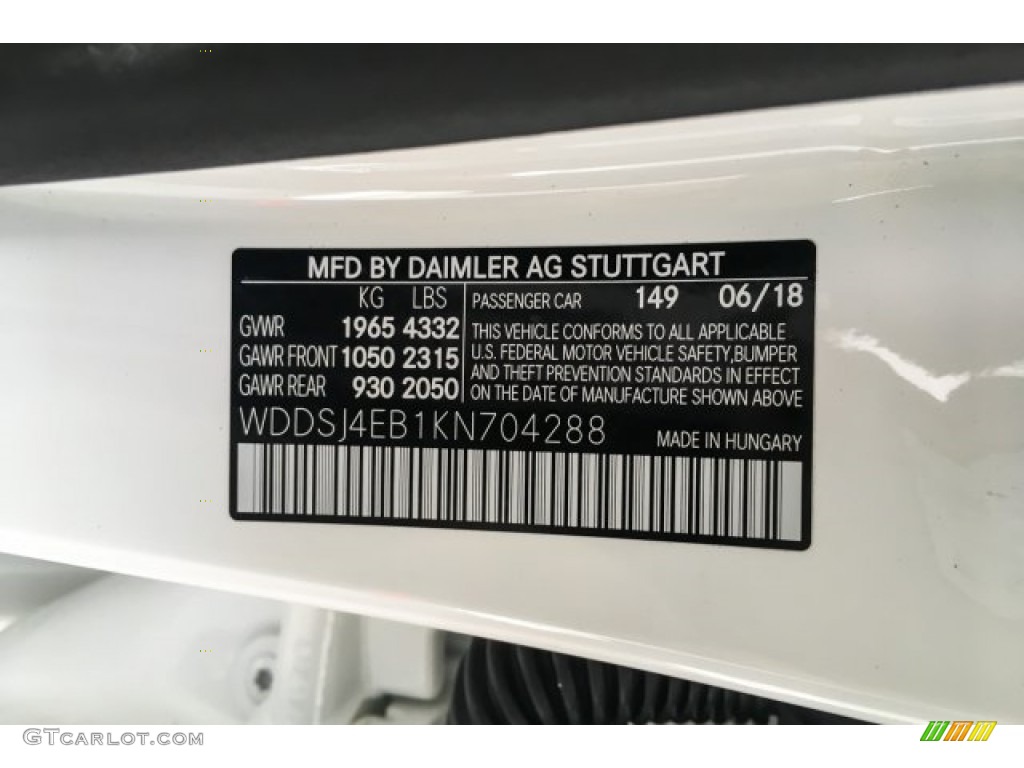 MFD BY DAIMLER AG STUTTGART
KG LBS
GVWR 1965 4332
GAWR FRONT 1050 2315
GAWR REAR 930 2050
PASSENGER CAR 149 06/18
THIS VEHICLE CONFORMS TO ALL APPLICABLE
U.S. FEDERAL MOTOR VEHICLE SAFETY, BUMPER
AND THEFT PREVENTION STANDARDS IN EFFECT
ON THE DATE OF MANUFACTURE SHOWN ABOVE
WDDSJ4EB1KN704288
MADE IN HUNGARY
GTCARLOT.COM